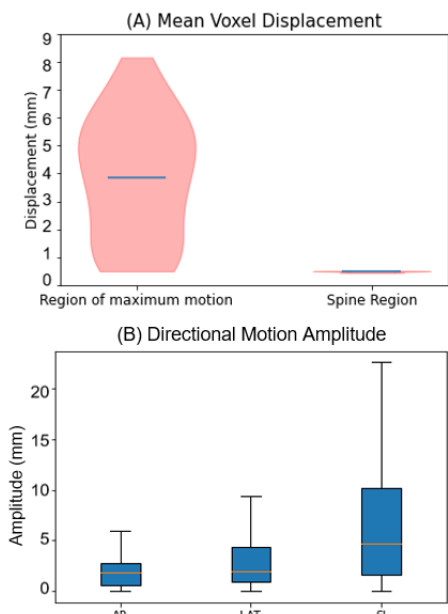 (A) Mean Voxel Displacement
9
8
7
6
5
4
3
2
1
0
Displacement (mm)
Region of maximum motion
Spine Region
(B) Directional Motion Amplitude
20
15
10
5
0
Amplitude (mm)
LAT